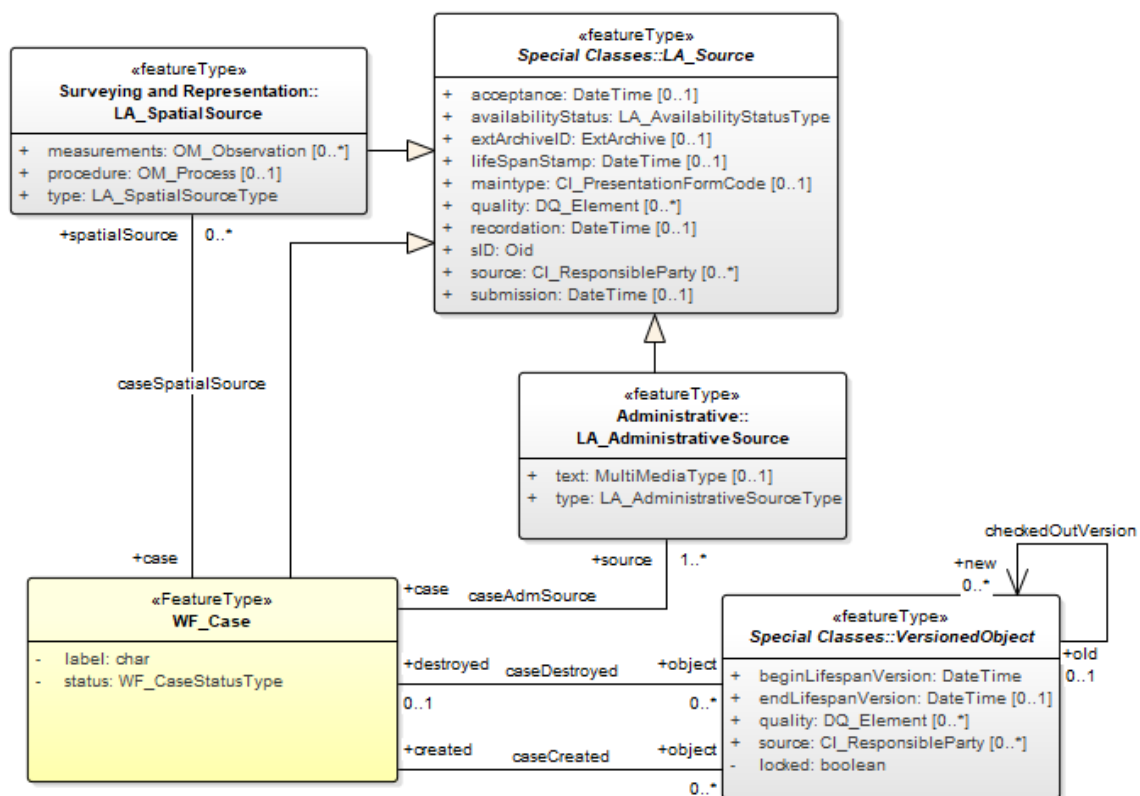 «featureType»
Surveying and Representation::
LA_SpatialSource
+ measurements: OM_Observation [0..*]
+ procedure: OM_Process [0..1]
+ type: LA_SpatialSourceType
«featureType»
Special Classes::LA_Source
+ acceptance: DateTime [0..1]
+ availabilityStatus: LA_AvailabilityStatusType
+ extArchiveID: ExtArchive [0..1]
+ lifeSpanStamp: DateTime [0..1]
+ maintype: CI_PresentationFormCode [0..1]
+ quality: DQ_Element [0..*]
+ recordation: DateTime [0..1]
+ sID: Oid
+ source: CI_ResponsibleParty [0..*]
+ submission: DateTime [0..1]
+spatialSource 0..*
caseSpatialSource
«featureType»
Administrative::
LA_AdministrativeSource
+ text: MultiMediaType [0..1]
+ type: LA_AdministrativeSourceType
+case
+source 1..*
+case caseAdmSource
checkedOutVersion
+new
0..*
+old
0..1
«FeatureType»
WF_Case
- label: char
- status: WF_CaseStatusType
+destroyed caseDestroyed +object
0..1 0..*
+created caseCreated +object
0..*
«featureType»
Special Classes::VersionedObject
+ beginLifespanVersion: DateTime
+ endLifespanVersion: DateTime [0..1]
+ quality: DQ_Element [0..*]
+ source: CI_ResponsibleParty [0..*]
- locked: boolean